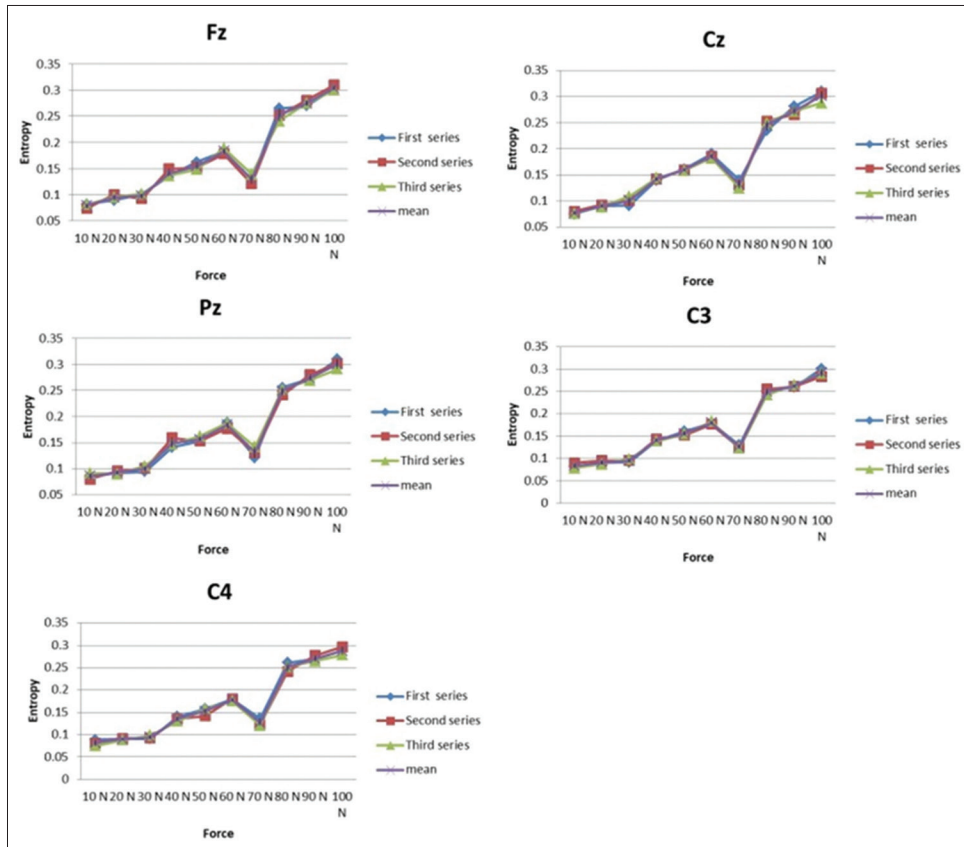 Fz
0.35
0.3
0.25
0.2
0.15
0.1
0.05
Entropy
10 N 20 N 30 N 40 N 50 N 60 N 70 N 80 N 90 N 100
N
Force
First series
Second series
Third series
mean
Cz
0.35
0.3
0.25
0.2
0.15
0.1
0.05
Entropy
10 N 20 N 30 N 40 N 50 N 60 N 70 N 80 N 90 N 100
N
Force
First series
Second series
Third series
mean
Pz
0.35
0.3
0.25
0.2
0.15
0.1
0.05
Entropy
10 N 20 N 30 N 40 N 50 N 60 N 70 N 80 N 90 N 100
N
Force
First series
Second series
Third series
mean
C3
0.35
0.3
0.25
0.2
0.15
0.1
0.05
0
Entropy
10 N 20 N 30 N 40 N 50 N 60 N 70 N 80 N 90 N 100
N
Force
First series
Second series
Third series
mean
C4
0.35
0.3
0.25
0.2
0.15
0.1
0.05
0
Entropy
10 N 20 N 30 N 40 N 50 N 60 N 70 N 80 N 90 N 100
N
Force
First series
Second series
Third series
mean